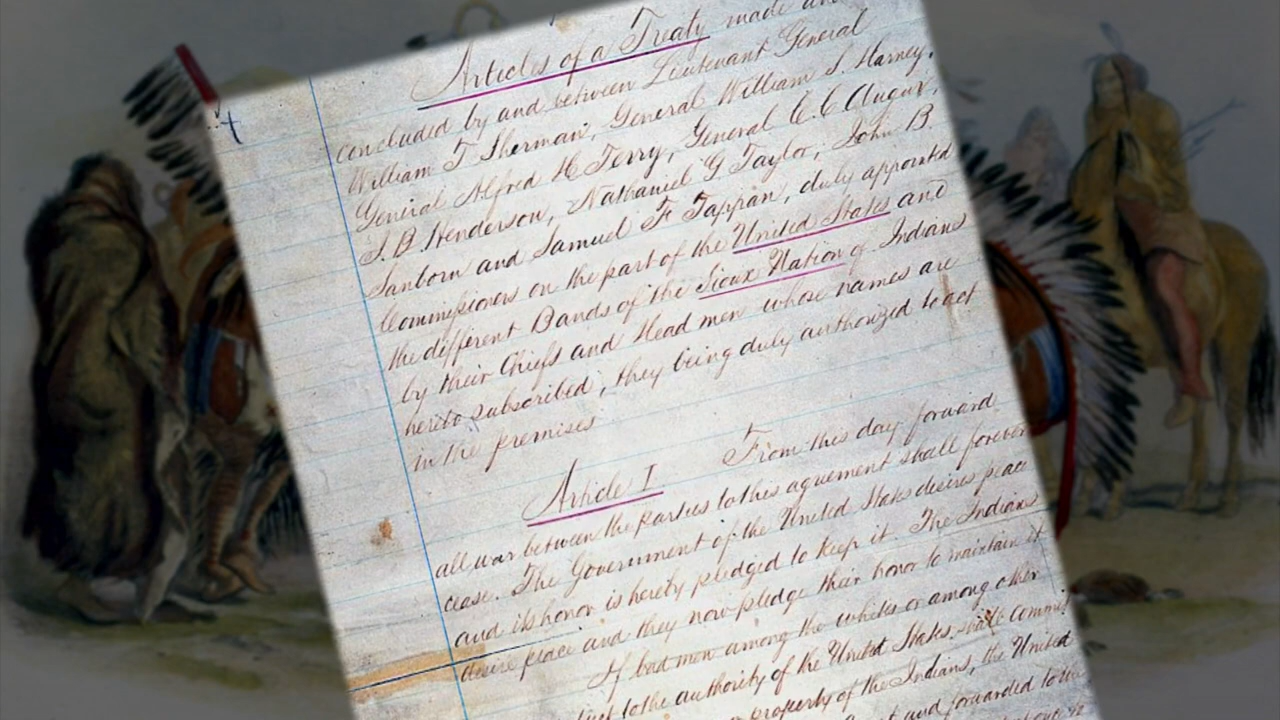 Articles of a Treaty made and
concluded by and between Lieutenant General
William T. Sherman, General William S. Harney,
General Alfred H Terry, General C. C. Augur,
J. B. Henderson, Nathaniel G Taylor, John B.
Sanborn and Samuel F Tappan, duly appointed
Commissioners on the part of the United States and
the different Bands of the Sioux Nation of Indians
by their Chiefs and Head men whose names are
hereto subscribed, they being duly authorized to act
in the premises.
Article I. From this day forward
all war between the parties to this agreement shall forever
cease. The Government of the United States desires peace
and its honor is hereby pledged to keep it. The Indians
desire peace and they now pledge their honor to maintain it
If bad men among the whites or among other
to the authority of the United States, shall commit
property of the Indians, the United
and forwarded to the